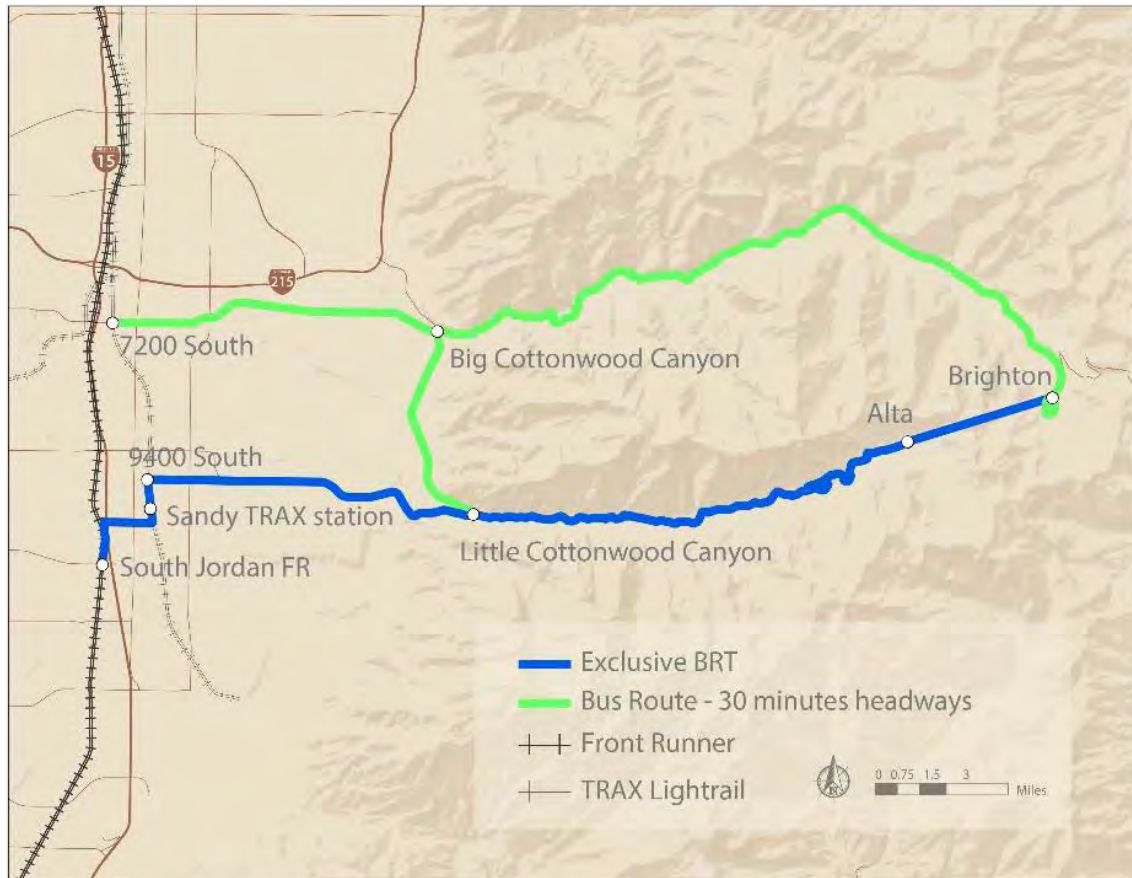 15
215
7200 South
Big Cottonwood Canyon
Brighton
Alta
9400 South
Sandy TRAX station
Little Cottonwood Canyon
South Jordan FR
Exclusive BRT
Bus Route - 30 minutes headways
Front Runner
TRAX Lightrail
N
0 0.75 1.5 3
Miles